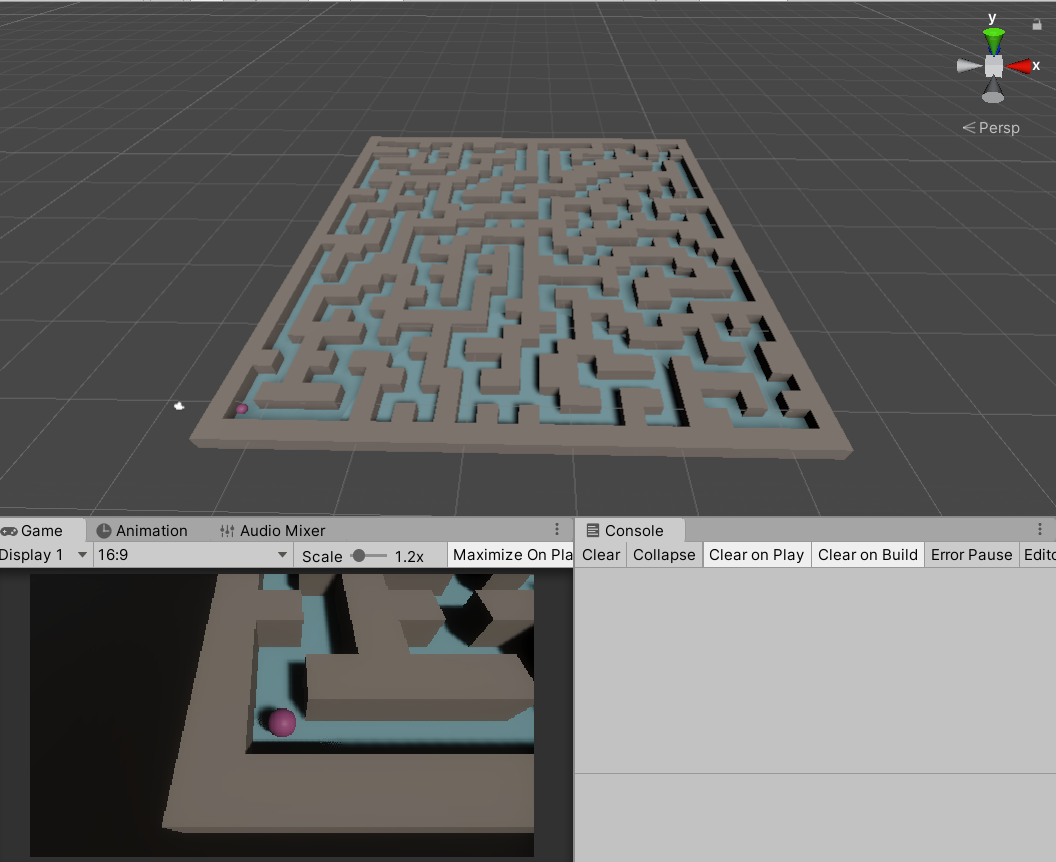 y
x
Persp
Game Animation Audio Mixer
Display 1 16:9 Scale 1.2x Maximize On Pla
Console
Clear Collapse Clear on Play Clear on Build Error Pause Edito